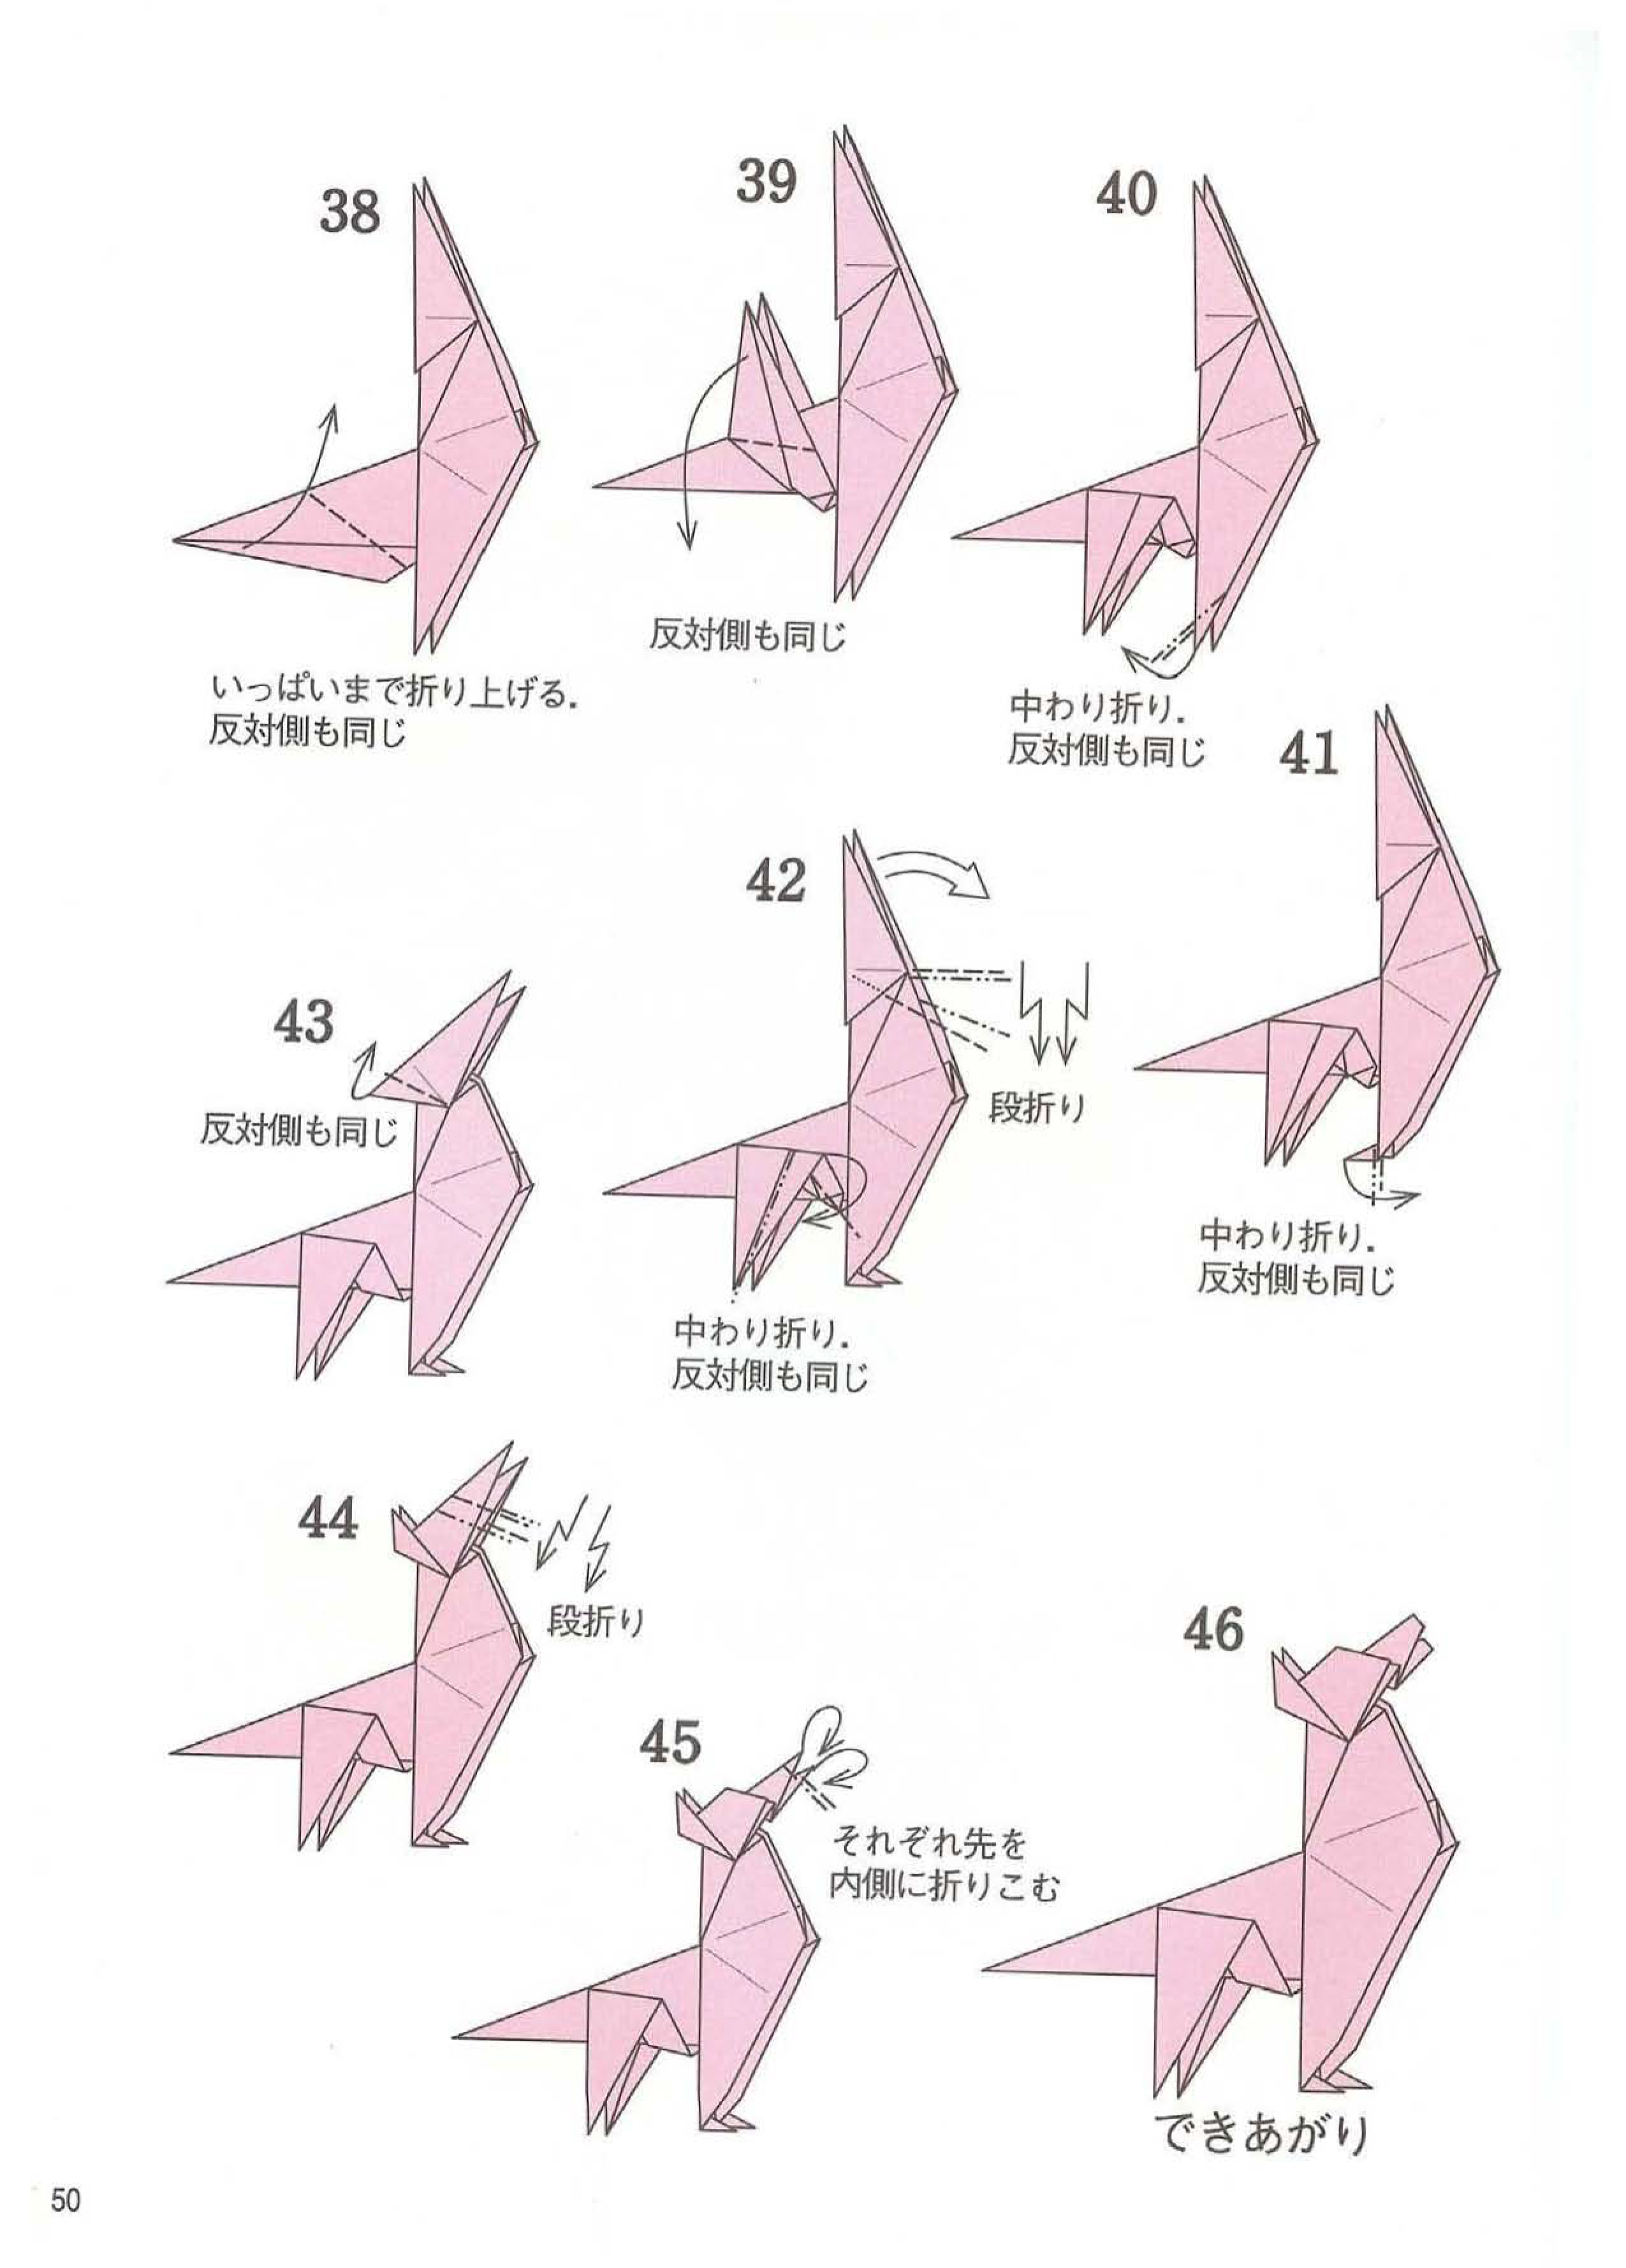 38
いっぱいまで折り上げる.
反対側も同じ
39
反対側も同じ
40
中わり折り.
反対側も同じ
41
中わり折り.
反対側も同じ
42
段折り
中わり折り.
反対側も同じ
43
反対側も同じ
44
段折り
45
それぞれ先を
内側に折りこむ
46
できあがり
50